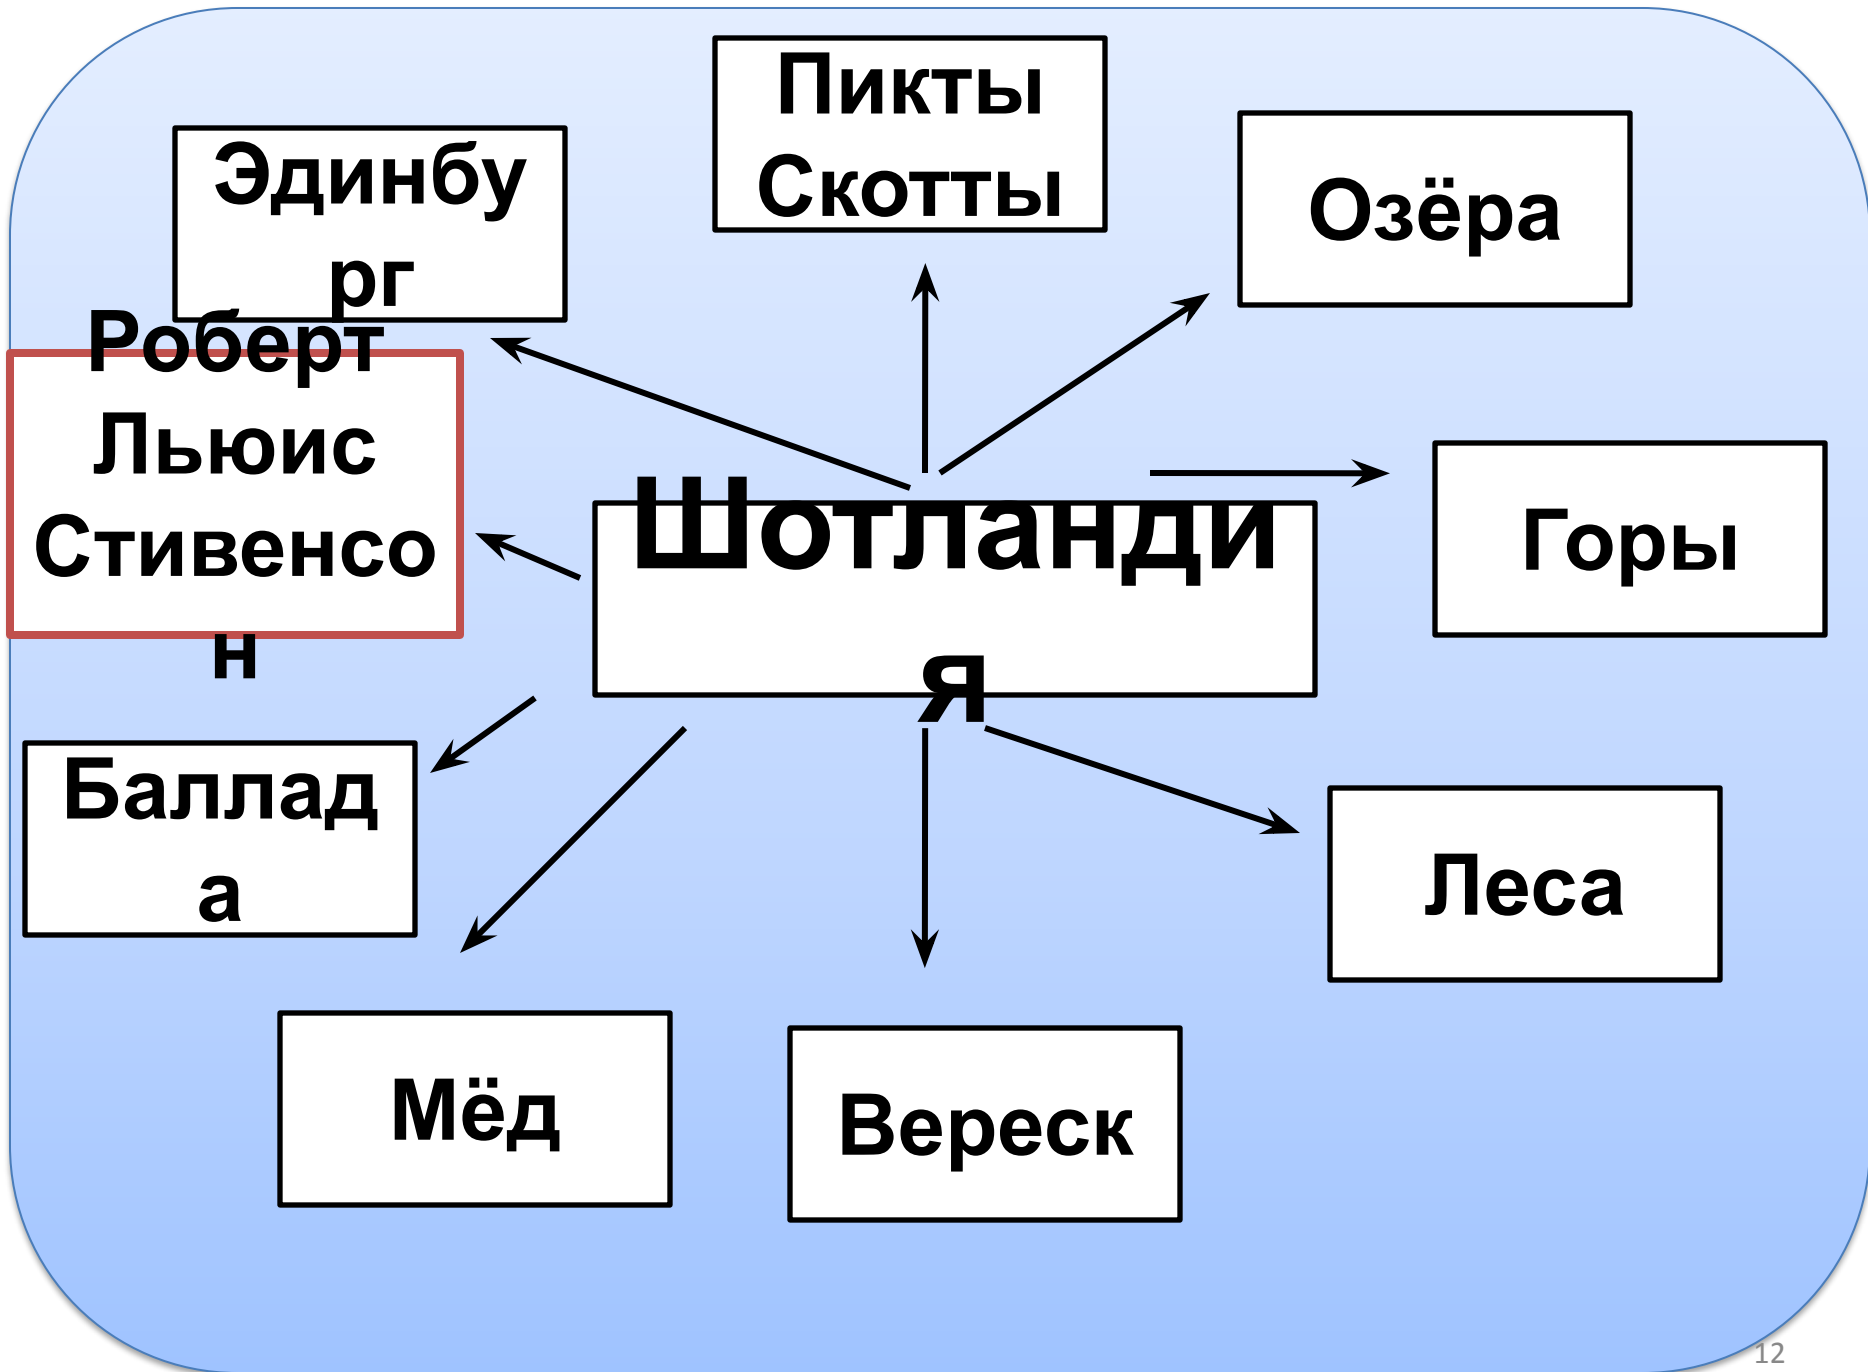 Пикты
Скотты
Эдинбу
рг
Озёра
Роберт
Льюис
Стивенсо
н
Шотланди
я
Горы
Баллад
а
Леса
Мёд
Вереск
12